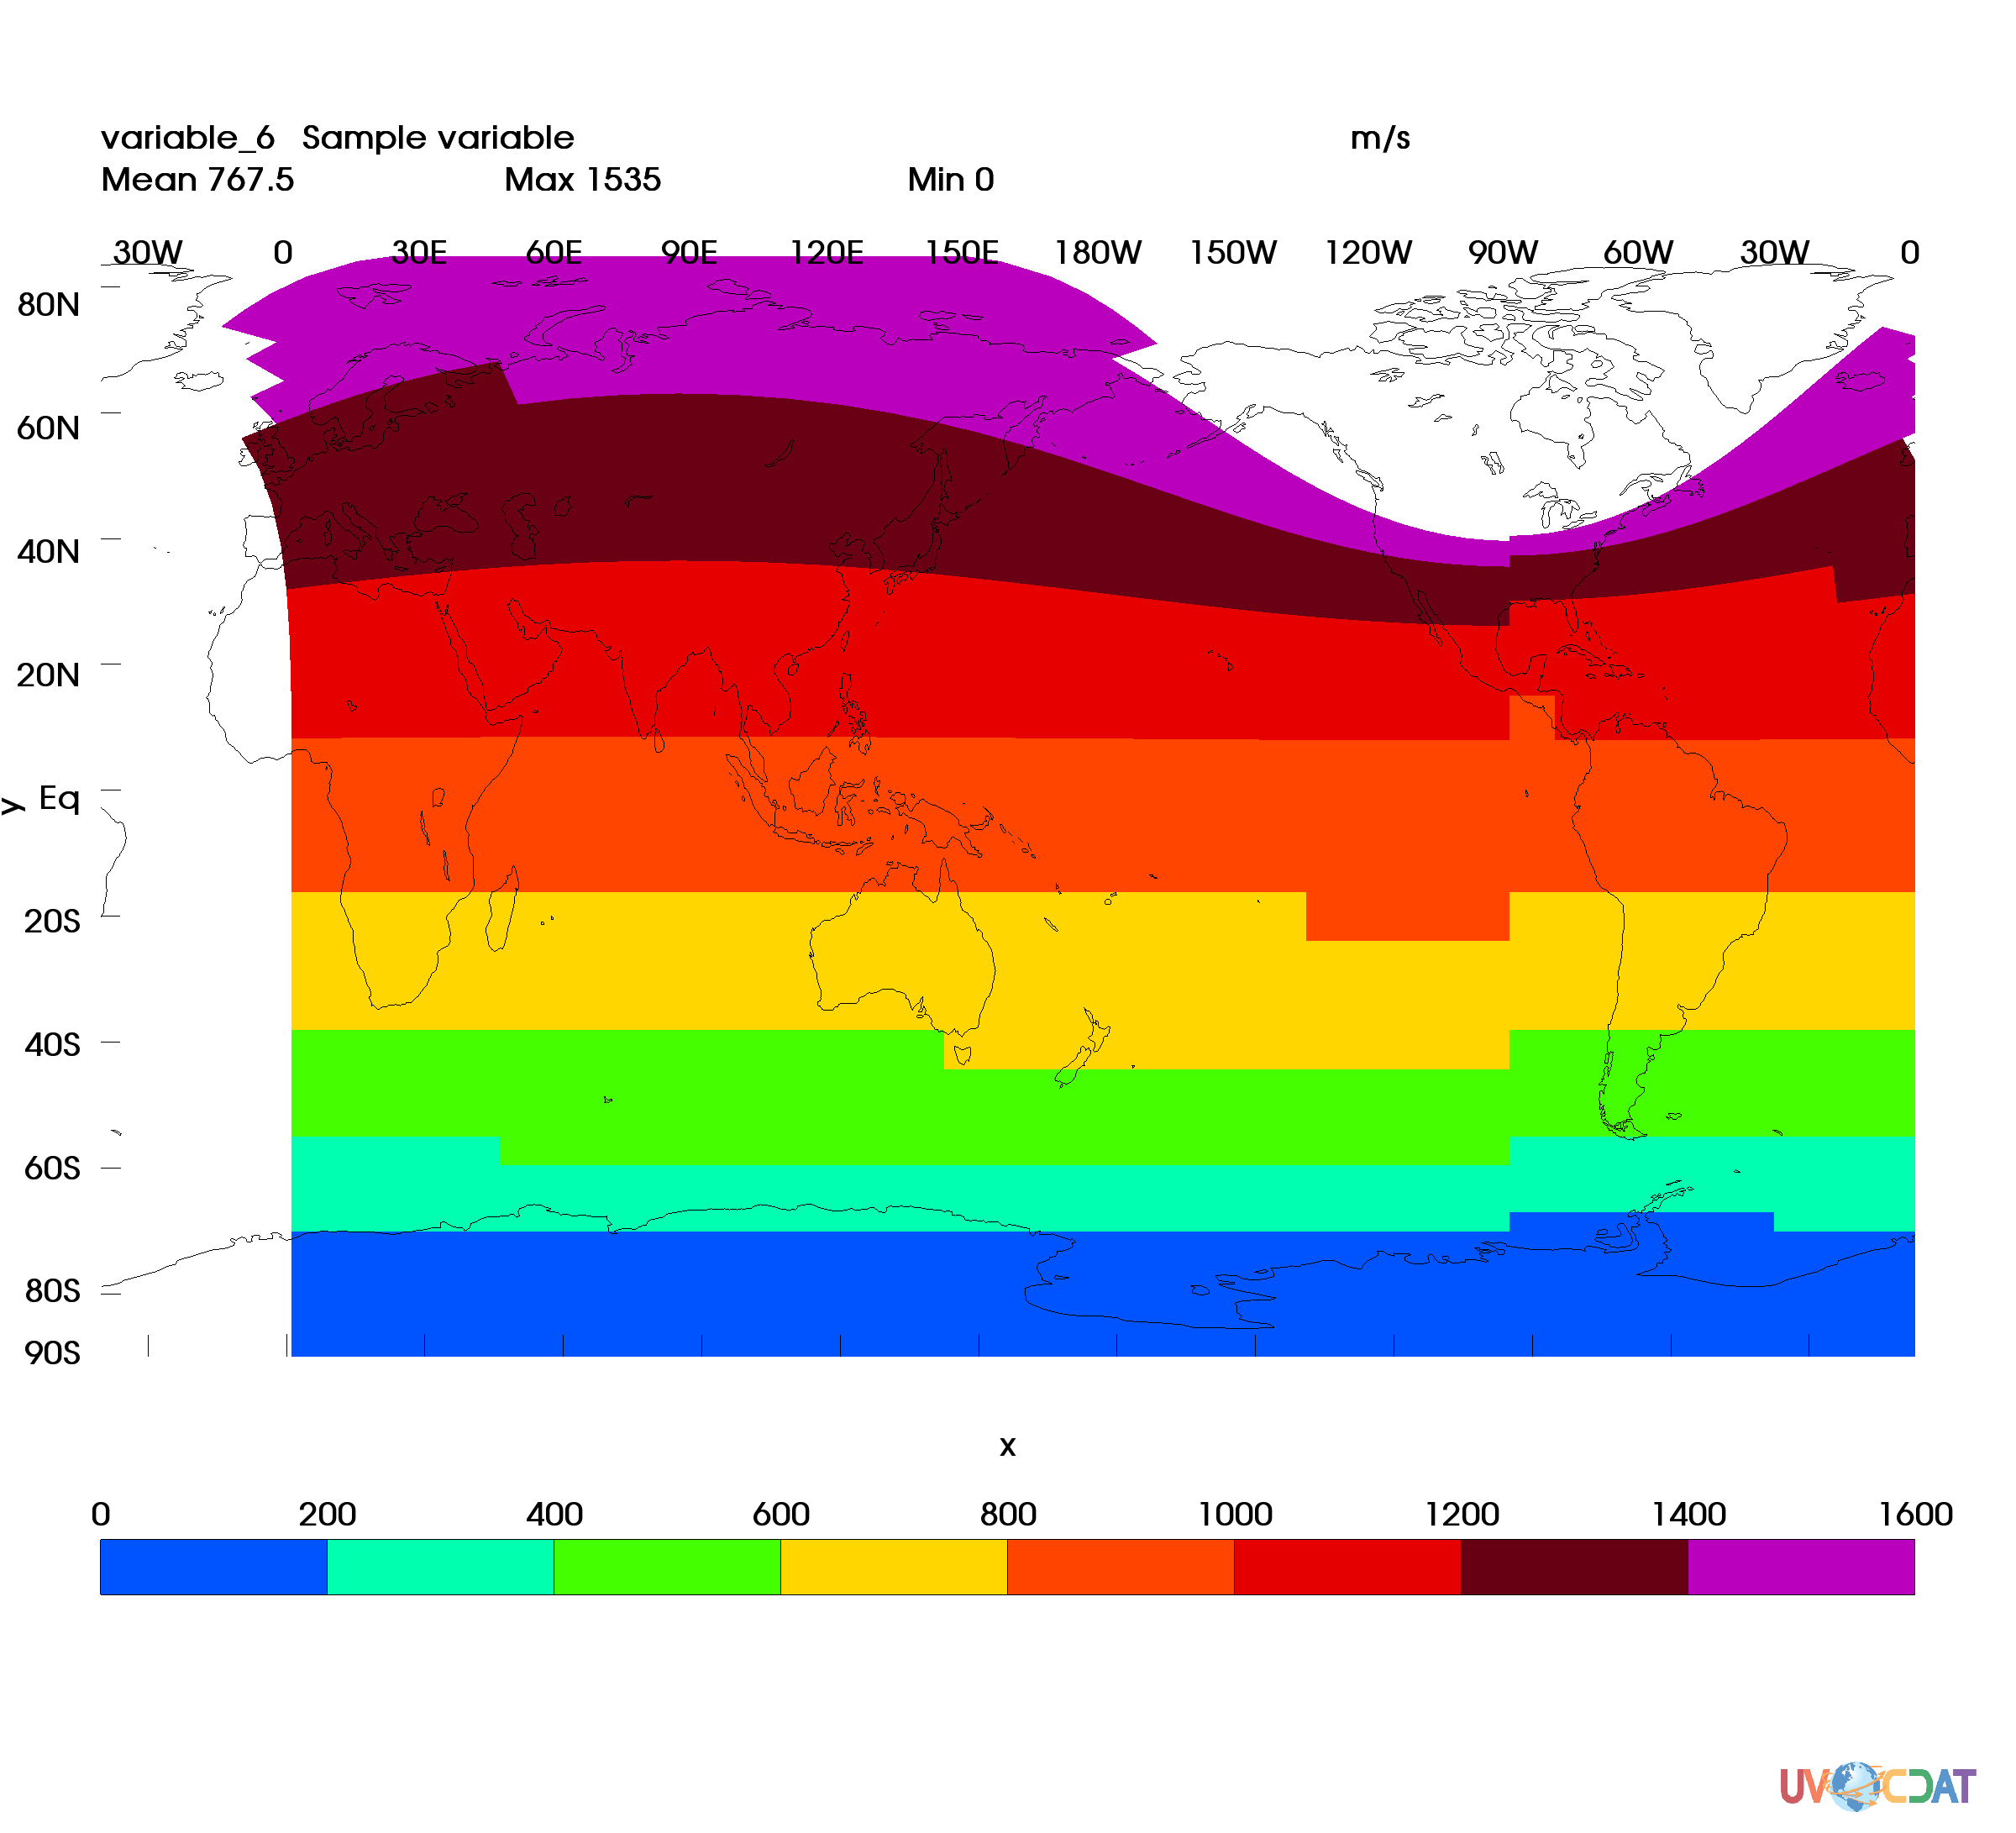 variable_6 Sample variable m/s
Mean 767.5 Max 1535 Min 0
30W 0 30E 60E 90E 120E 150E 180W 150W 120W 90W 60W 30W 0
80N
60N
40N
20N
y Eq
20S
40S
60S
80S
90S
x
0 200 400 600 800 1000 1200 1400 1600
UV CDAT